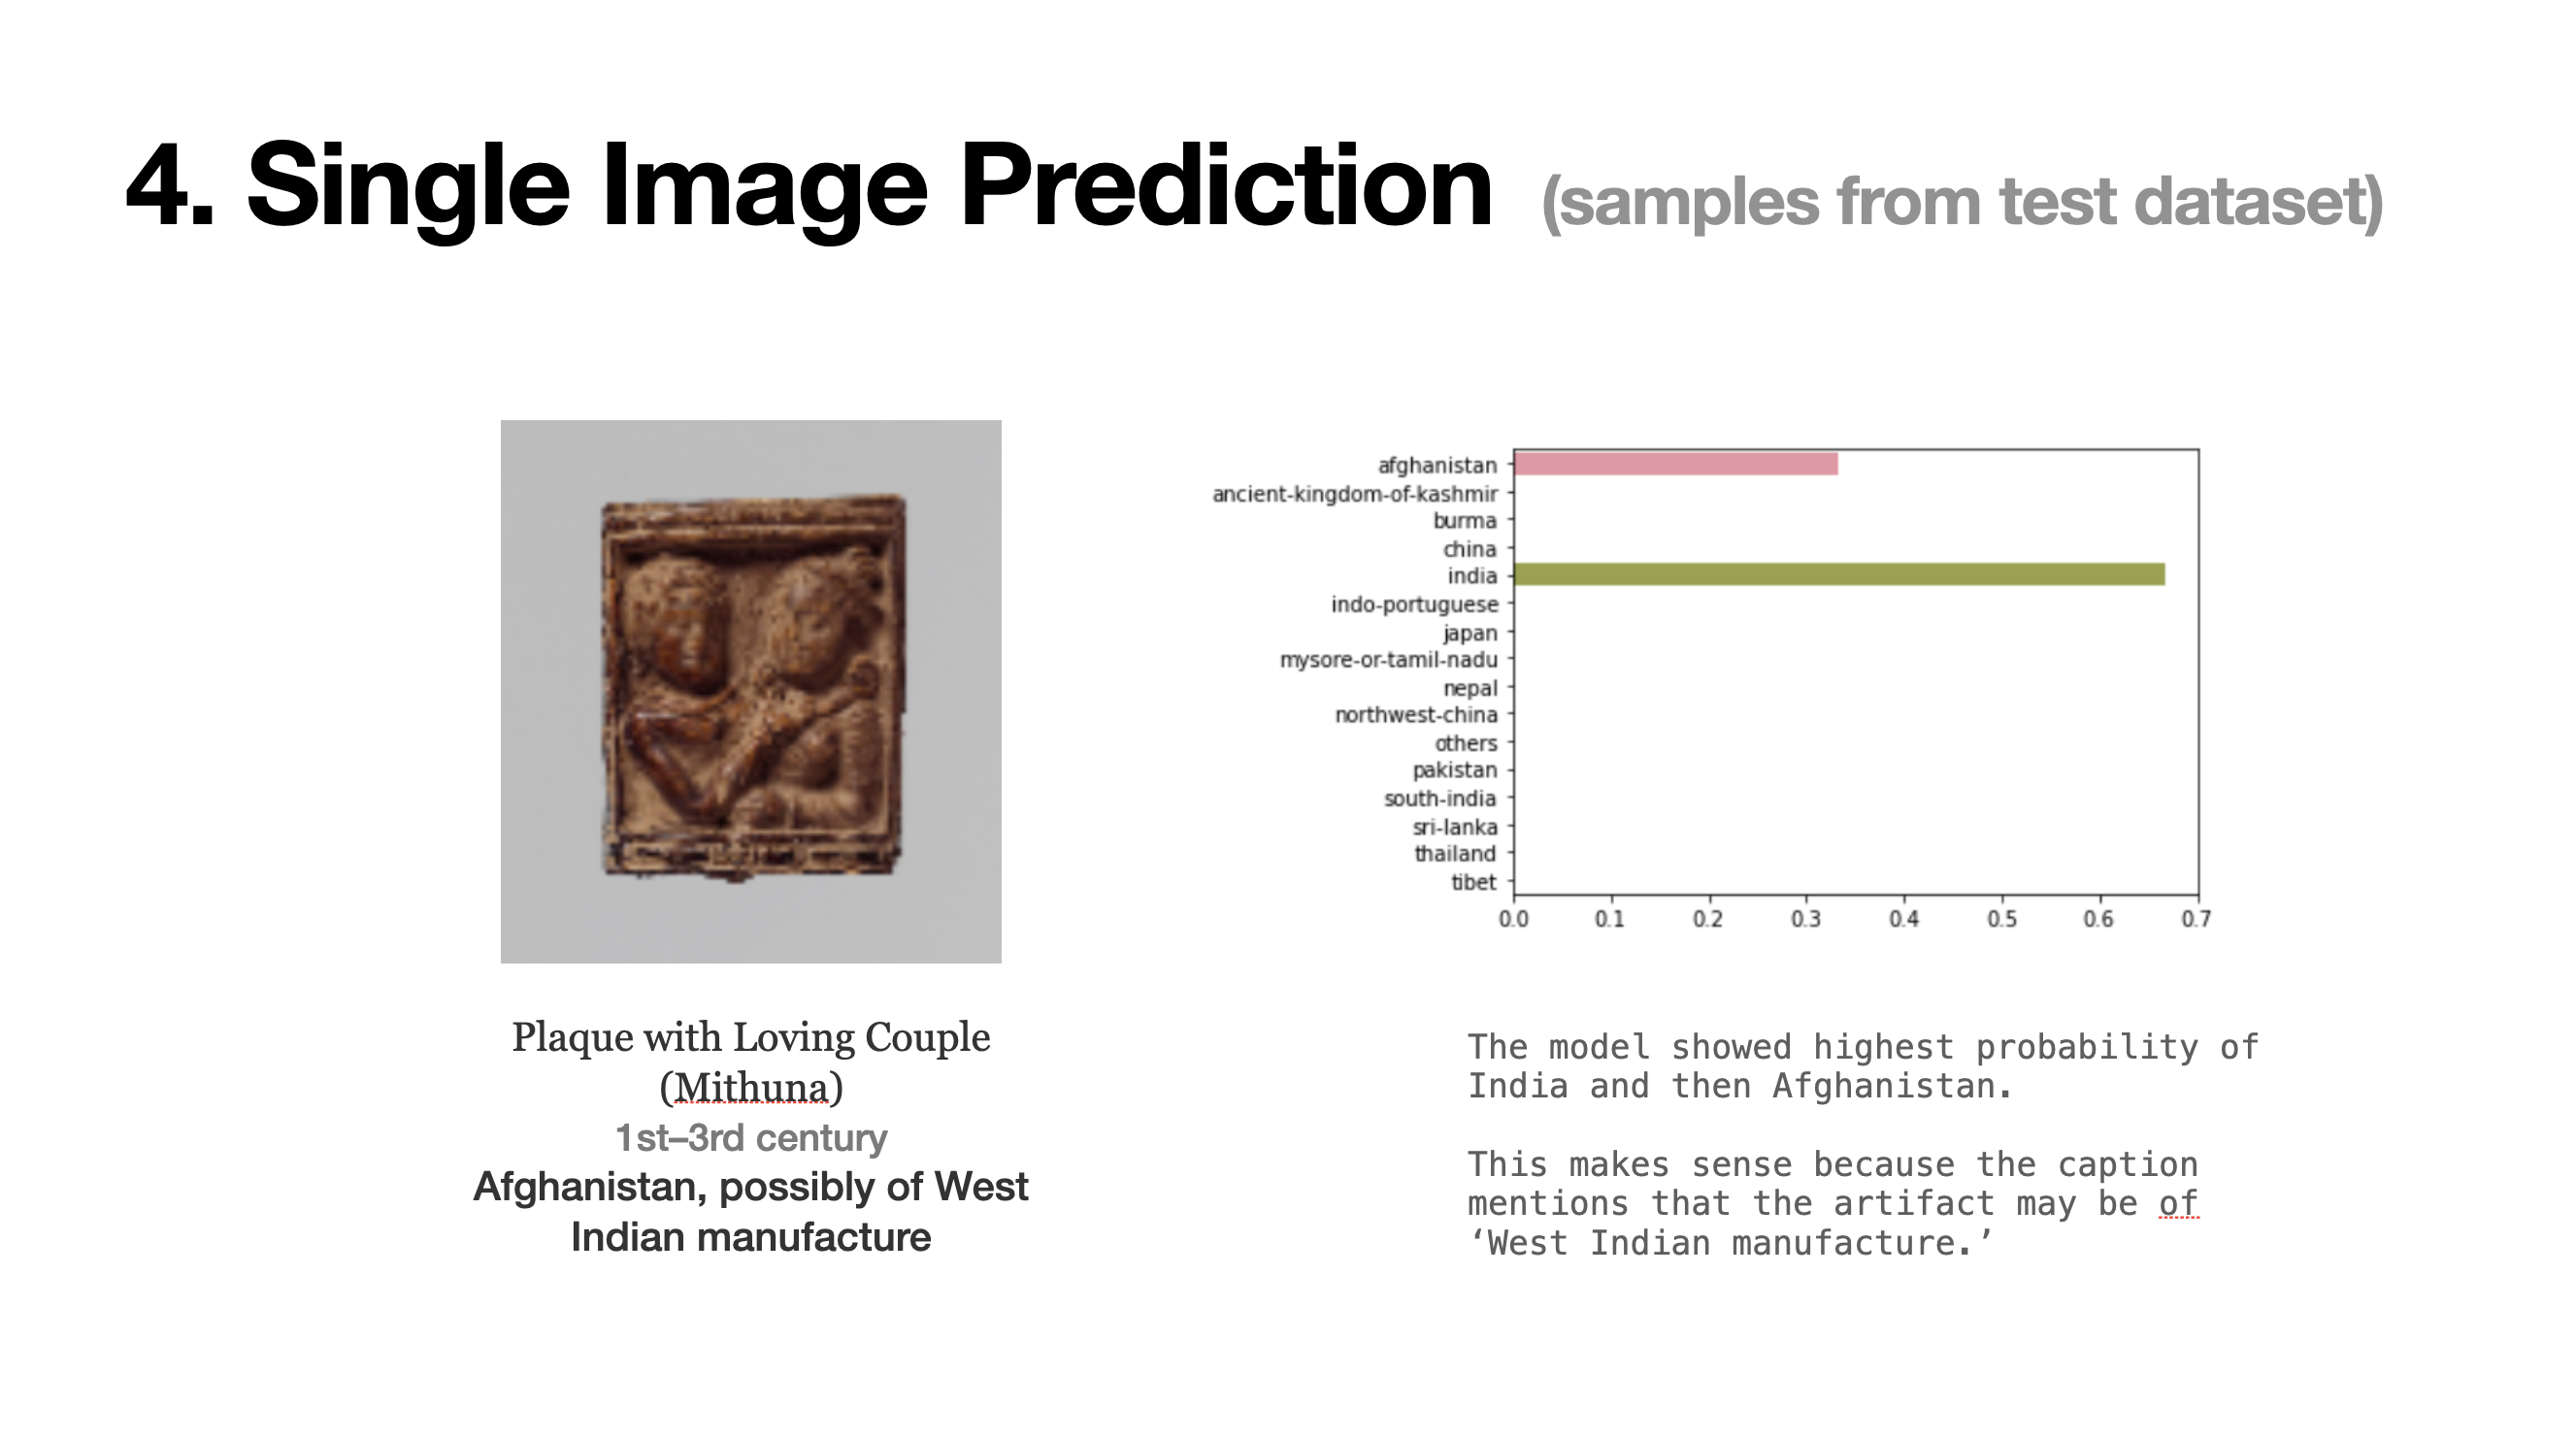 4. Single Image Prediction (samples from test dataset)
Plaque with Loving Couple
(Mithuna)
1st–3rd century
Afghanistan, possibly of West
Indian manufacture
afghanistan
ancient-kingdom-of-kashmir
burma
china
india
indo-portuguese
japan
mysore-or-tamil-nadu
nepal
northwest-china
others
pakistan
south-india
sri-lanka
thailand
tibet
0.0 0.1 0.2 0.3 0.4 0.5 0.6 0.7
The model showed highest probability of
India and then Afghanistan.
This makes sense because the caption
mentions that the artifact may be of
‘West Indian manufacture.’